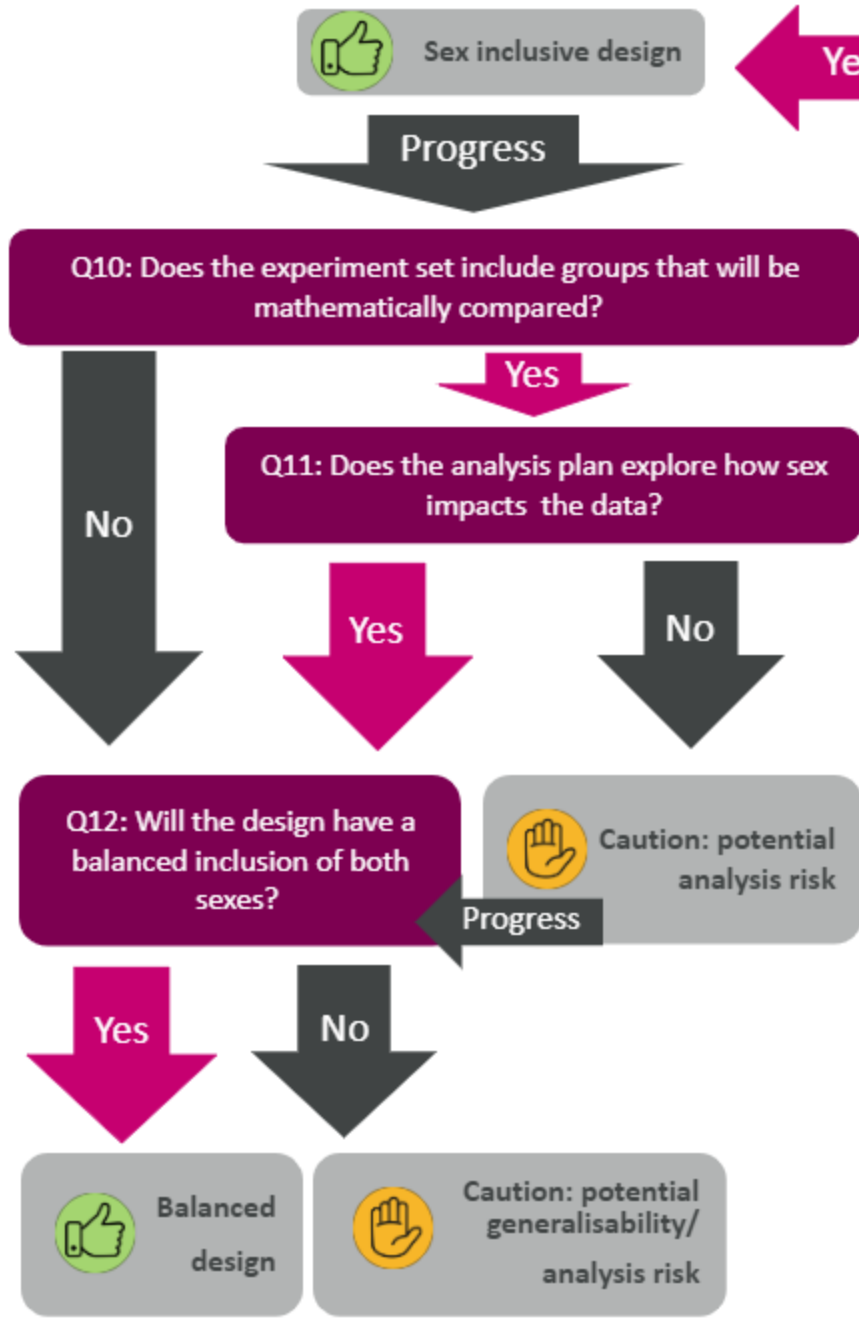 Sex inclusive design
Ye
Progress
Q10: Does the experiment set include groups that will be
mathematically compared?
Yes
Q11: Does the analysis plan explore how sex
impacts the data?
No
Yes
No
Q12: Will the design have a
balanced inclusion of both
sexes?
Caution: potential
analysis risk
Progress
Yes
No
Balanced
design
Caution: potential
generalisability/
analysis risk